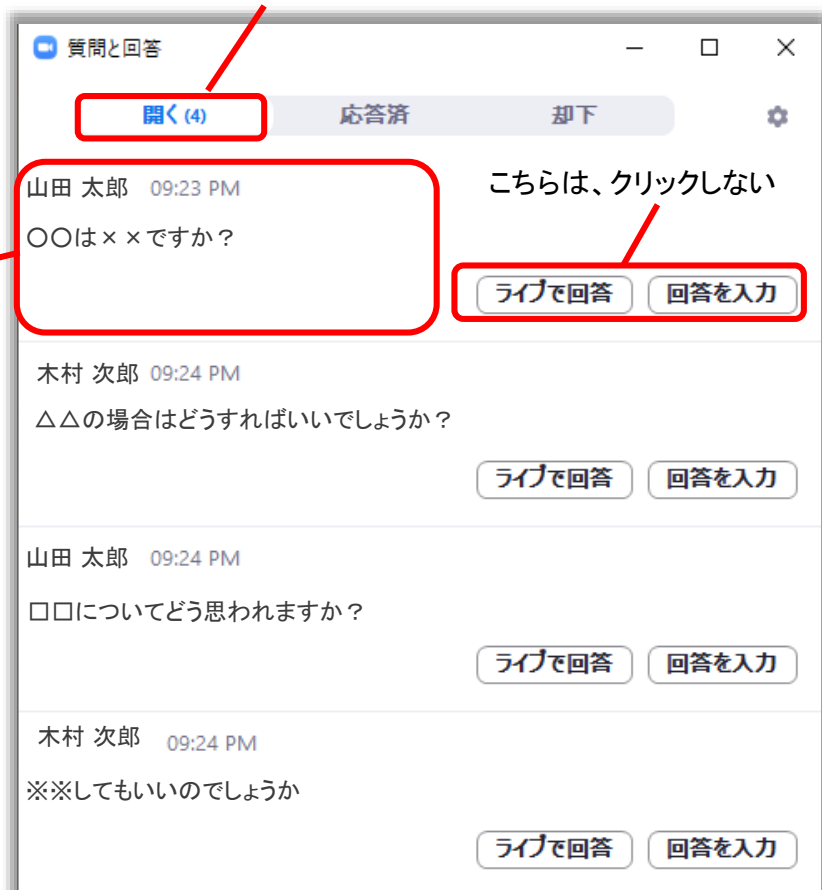 質問と回答
開く(4) 応答済 却下
山田 太郎 09:23 PM
こちらは、クリックしない
〇〇は××ですか？
ライブで回答 回答を入力
木村 次郎 09:24 PM
△△の場合はどうすればいいでしょうか？
ライブで回答 回答を入力
山田 太郎 09:24 PM
□□についてどう思われますか？
ライブで回答 回答を入力
木村 次郎 09:24 PM
※※してもいいのでしょうか
ライブで回答 回答を入力